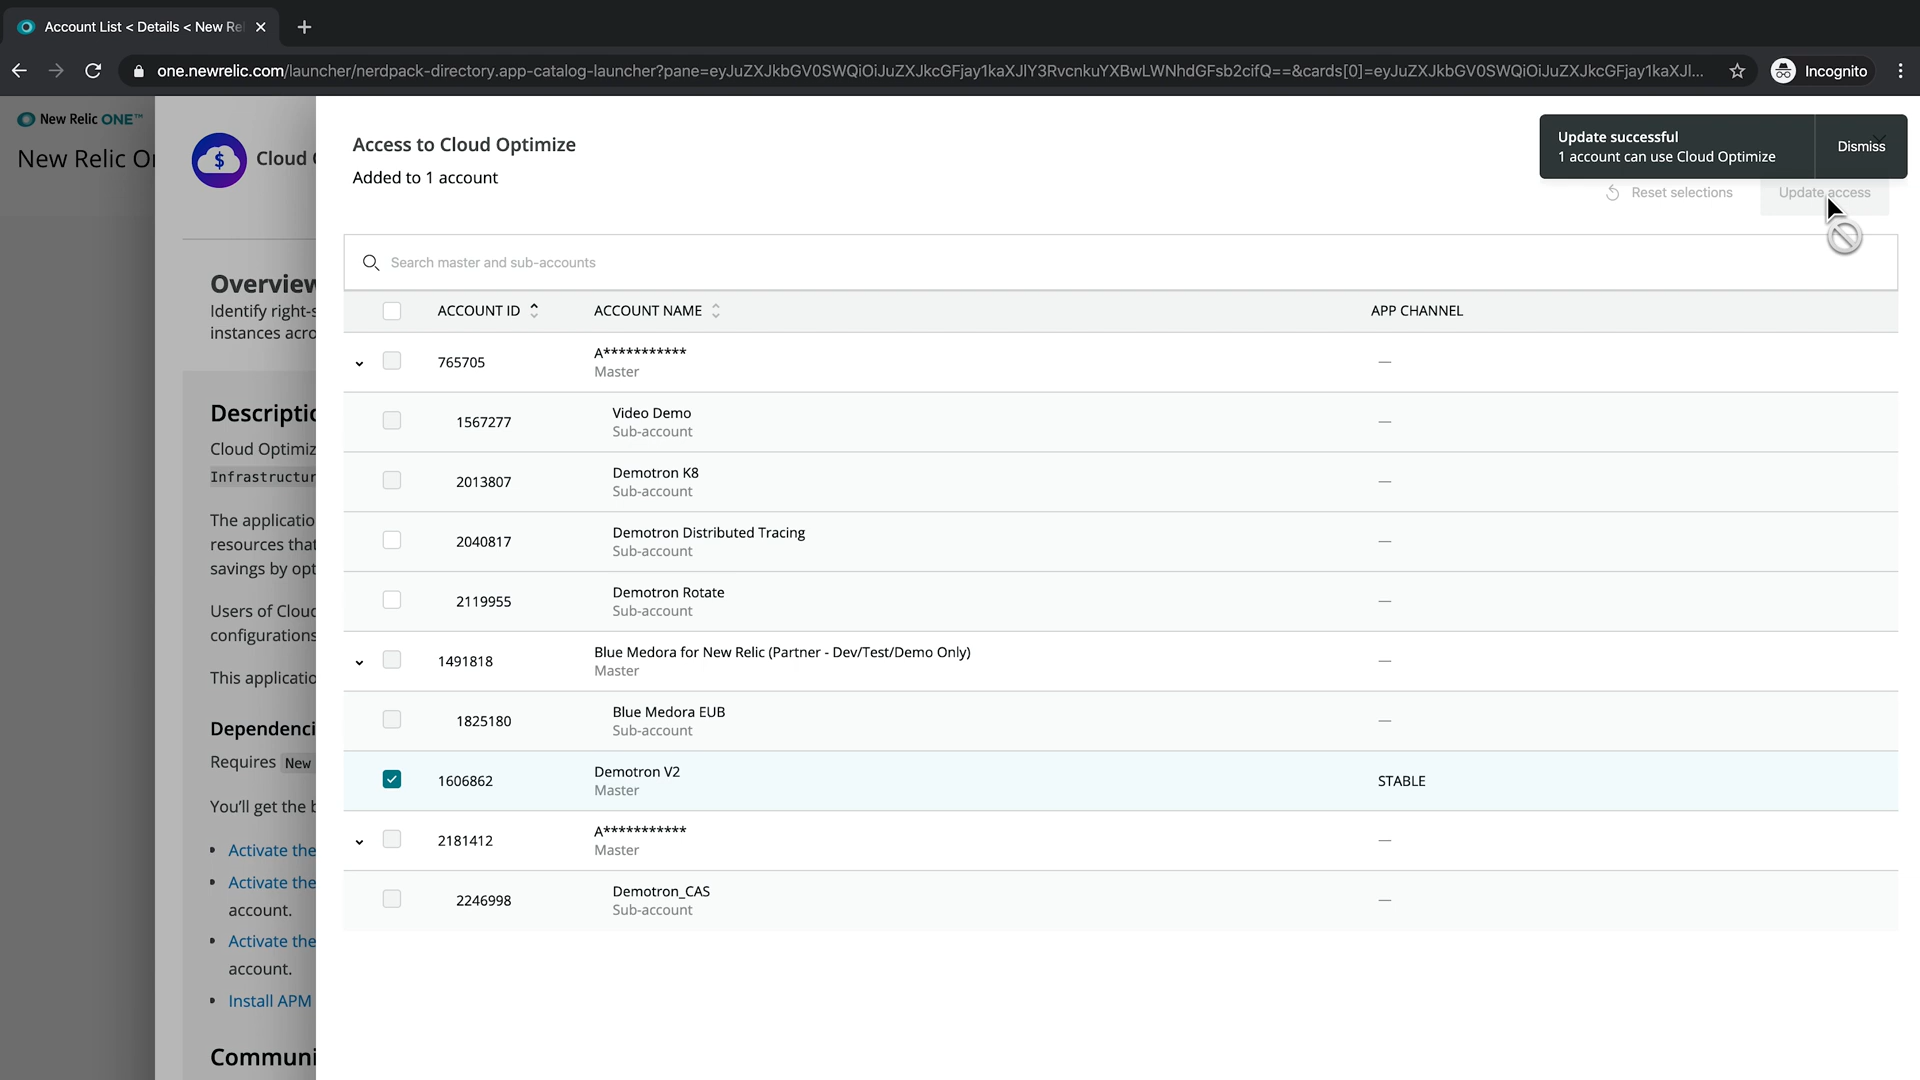 Account List < Details < New Re
one.newrelic.com/launcher/nerdpack-directory.app-catalog-launcher?pane=eyJuZXJkbGV0SWQiOiJuZXJkcGFjay1kaXJlY3RvcnkuYXBwLWNhdGFsb2cifQ==&cards[0]=eyJuZXJkbGV0SWQiOiJuZXJkcGFjay1kaXJl...
Incognito
New Relic ONE™
New Relic On
Cloud
Overview
Identify right-s
instances acro
Descriptio
Cloud Optimiz
Infrastructur
The applicatio
resources that
savings by opt
Users of Cloud
configurations
This applicatio
Dependenci
Requires New
You'll get the b
Activate the
Activate the
account.
Activate the
account.
Install APM
Communi
Access to Cloud Optimize
Added to 1 account
Update successful
1 account can use Cloud Optimize
Dismiss
Reset selections
Update access
Search master and sub-accounts
ACCOUNT ID ACCOUNT NAME APP CHANNEL
765705 A*********** —
Master
1567277 Video Demo —
Sub-account
2013807 Demotron K8 —
Sub-account
2040817 Demotron Distributed Tracing —
Sub-account
2119955 Demotron Rotate —
Sub-account
1491818 Blue Medora for New Relic (Partner - Dev/Test/Demo Only) —
Master
1825180 Blue Medora EUB —
Sub-account
1606862 Demotron V2 STABLE
Master
2181412 A*********** —
Master
2246998 Demotron_CAS —
Sub-account